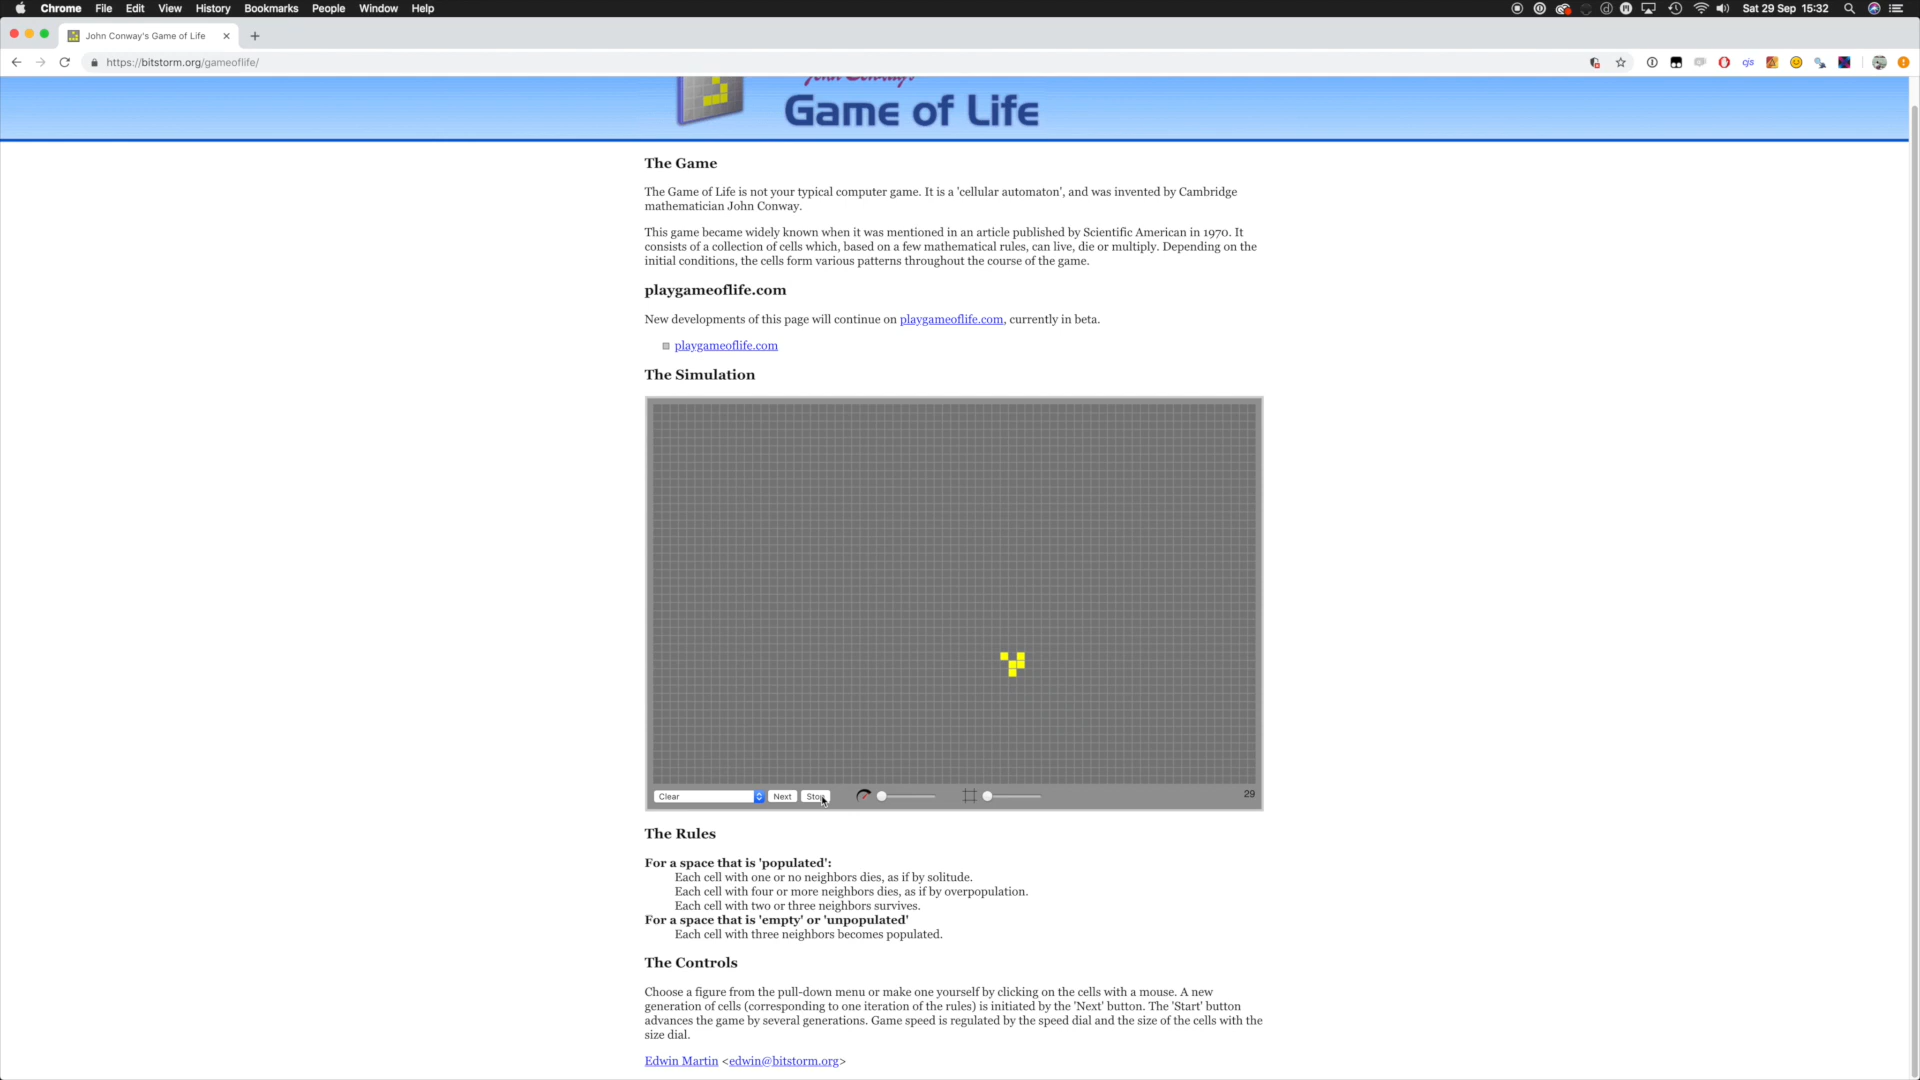 Chrome File Edit View History Bookmarks People Window Help Sat 29 Sep 15:32
John Conway's Game of Life
https://bitstorm.org/gameoflife/
John Conway's
Game of Life
The Game
The Game of Life is not your typical computer game. It is a 'cellular automaton', and was invented by Cambridge
mathematician John Conway.
This game became widely known when it was mentioned in an article published by Scientific American in 1970. It
consists of a collection of cells which, based on a few mathematical rules, can live, die or multiply. Depending on the
initial conditions, the cells form various patterns throughout the course of the game.
playgameoflife.com
New developments of this page will continue on playgameoflife.com, currently in beta.
playgameoflife.com
The Simulation
Clear Next Stop 29
The Rules
For a space that is 'populated':
Each cell with one or no neighbors dies, as if by solitude.
Each cell with four or more neighbors dies, as if by overpopulation.
Each cell with two or three neighbors survives.
For a space that is 'empty' or 'unpopulated'
Each cell with three neighbors becomes populated.
The Controls
Choose a figure from the pull-down menu or make one yourself by clicking on the cells with a mouse. A new
generation of cells (corresponding to one iteration of the rules) is initiated by the 'Next' button. The 'Start' button
advances the game by several generations. Game speed is regulated by the speed dial and the size of the cells with the
size dial.
Edwin Martin <edwin@bitstorm.org>